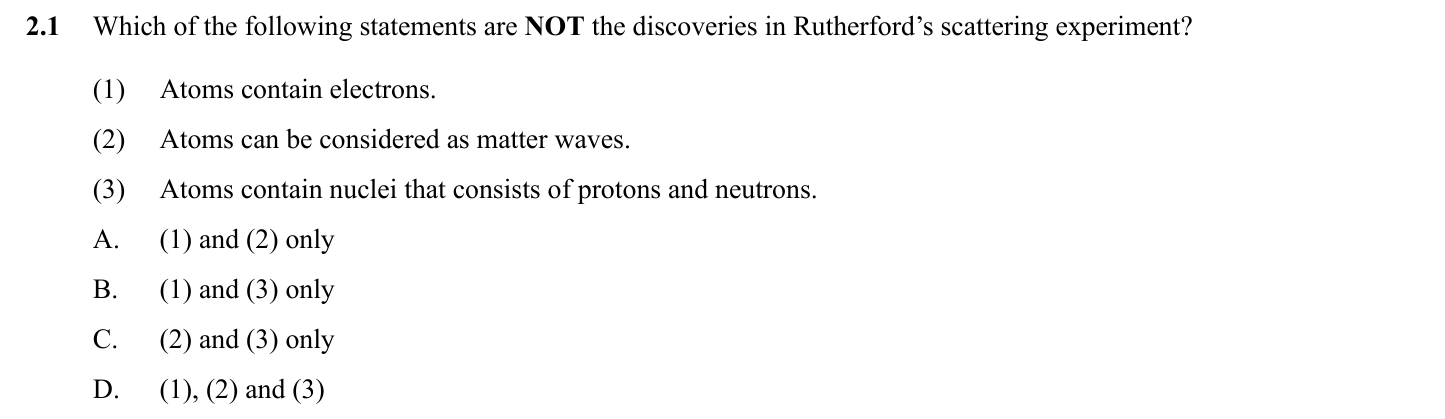 2.1 Which of the following statements are NOT the discoveries in Rutherford’s scattering experiment?
(1) Atoms contain electrons.
(2) Atoms can be considered as matter waves.
(3) Atoms contain nuclei that consists of protons and neutrons.
A. (1) and (2) only
B. (1) and (3) only
C. (2) and (3) only
D. (1), (2) and (3)